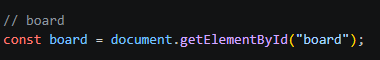 // board
const board = document.getElementById("board");